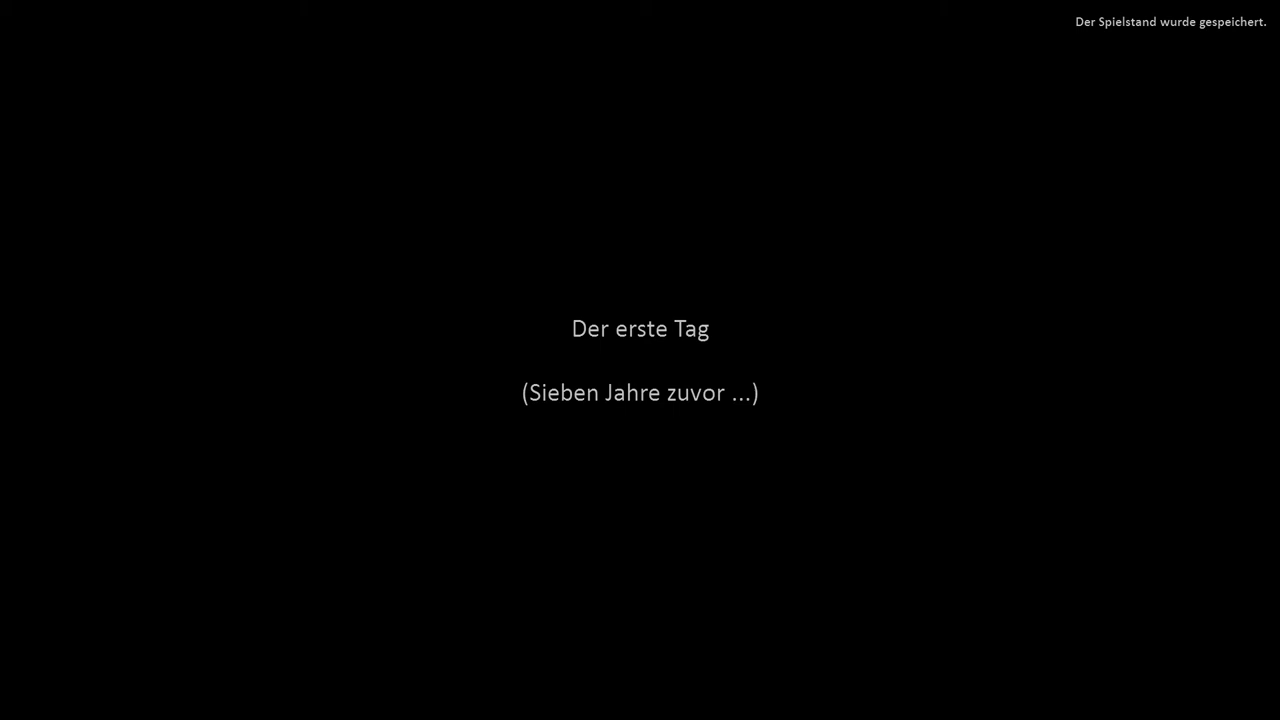 Der Spielstand wurde gespeichert.
Der erste Tag
(Sieben Jahre zuvor ...)